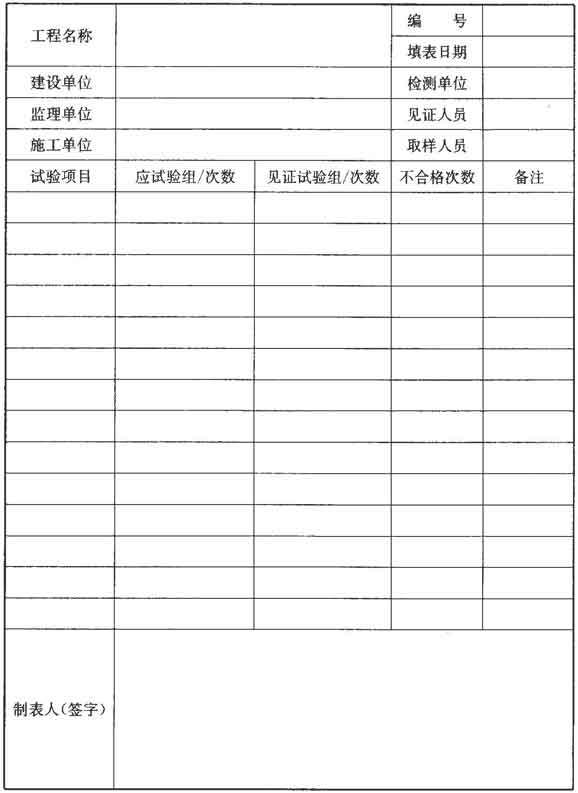 工程名称
编 号
填表日期
建设单位 检测单位
监理单位 见证人员
施工单位 取样人员
试验项目 应试验组/次数 见证试验组/次数 不合格次数 备注
制表人(签字)